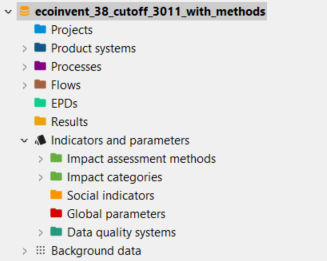 ecoinvent_38_cutoff_3011_with_methods
Projects
Product systems
Processes
Flows
EPDs
Results
Indicators and parameters
Impact assessment methods
Impact categories
Social indicators
Global parameters
Data quality systems
Background data